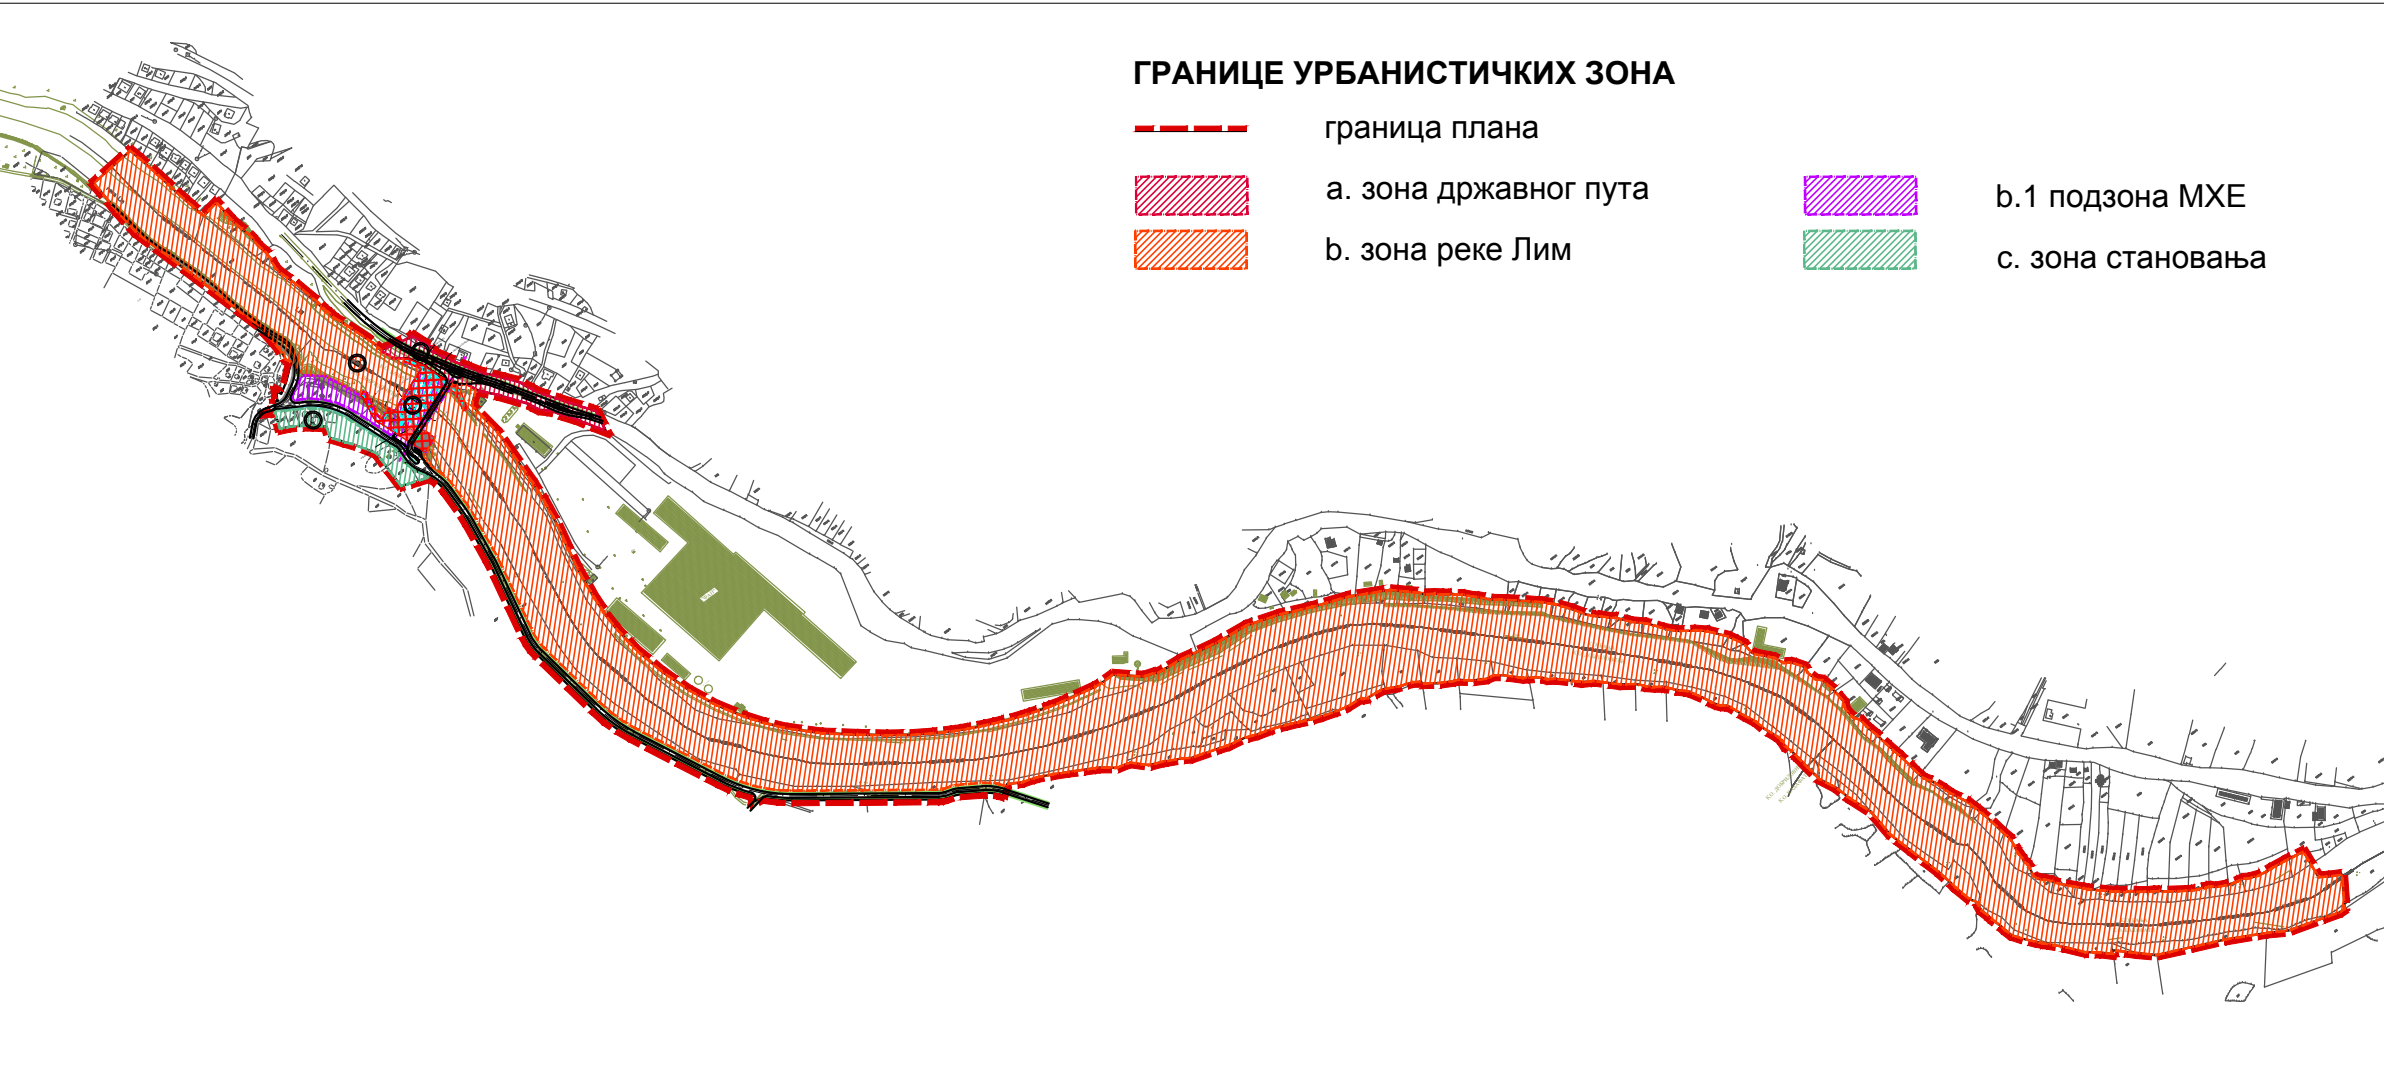 ГРАНИЦЕ УРБАНИСТИЧКИХ ЗОНА
граница плана
a. зона државног пута
b. зона реке Лим
b.1 подзона МХЕ
c. зона становања